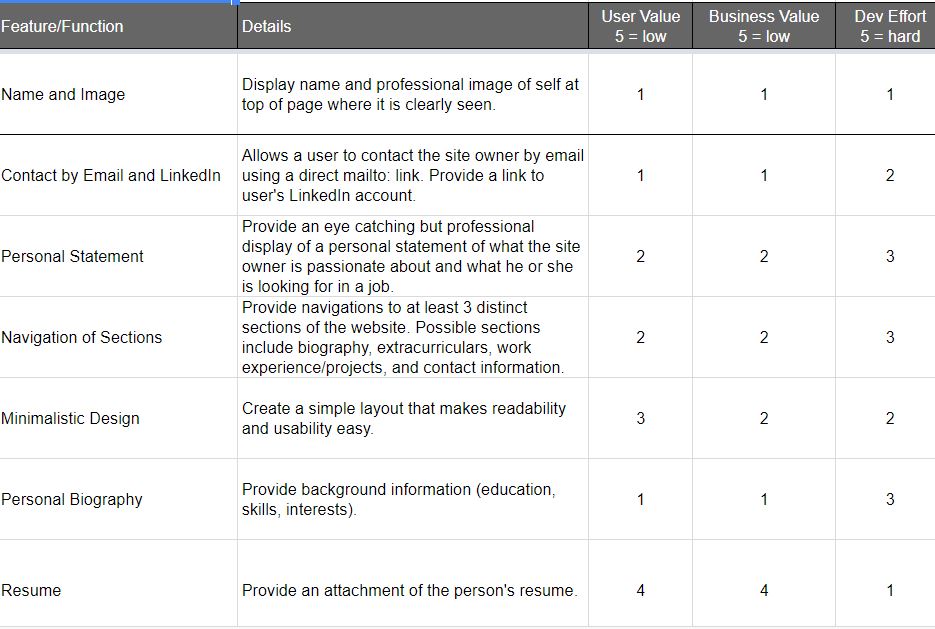 Feature/Function
Details
User Value
5 = low
Business Value
5 = low
Dev Effort
5 = hard
Name and Image
Display name and professional image of self at
top of page where it is clearly seen.
1
1
1
Contact by Email and LinkedIn
Allows a user to contact the site owner by email
using a direct mailto: link. Provide a link to
user's LinkedIn account.
1
1
2
Personal Statement
Provide an eye catching but professional
display of a personal statement of what the site
owner is passionate about and what he or she
is looking for in a job.
2
2
3
Navigation of Sections
Provide navigations to at least 3 distinct
sections of the website. Possible sections
include biography, extracurriculars, work
experience/projects, and contact information.
2
2
3
Minimalistic Design
Create a simple layout that makes readability
and usability easy.
3
2
2
Personal Biography
Provide background information (education,
skills, interests).
1
1
3
Resume
Provide an attachment of the person's resume.
4
4
1